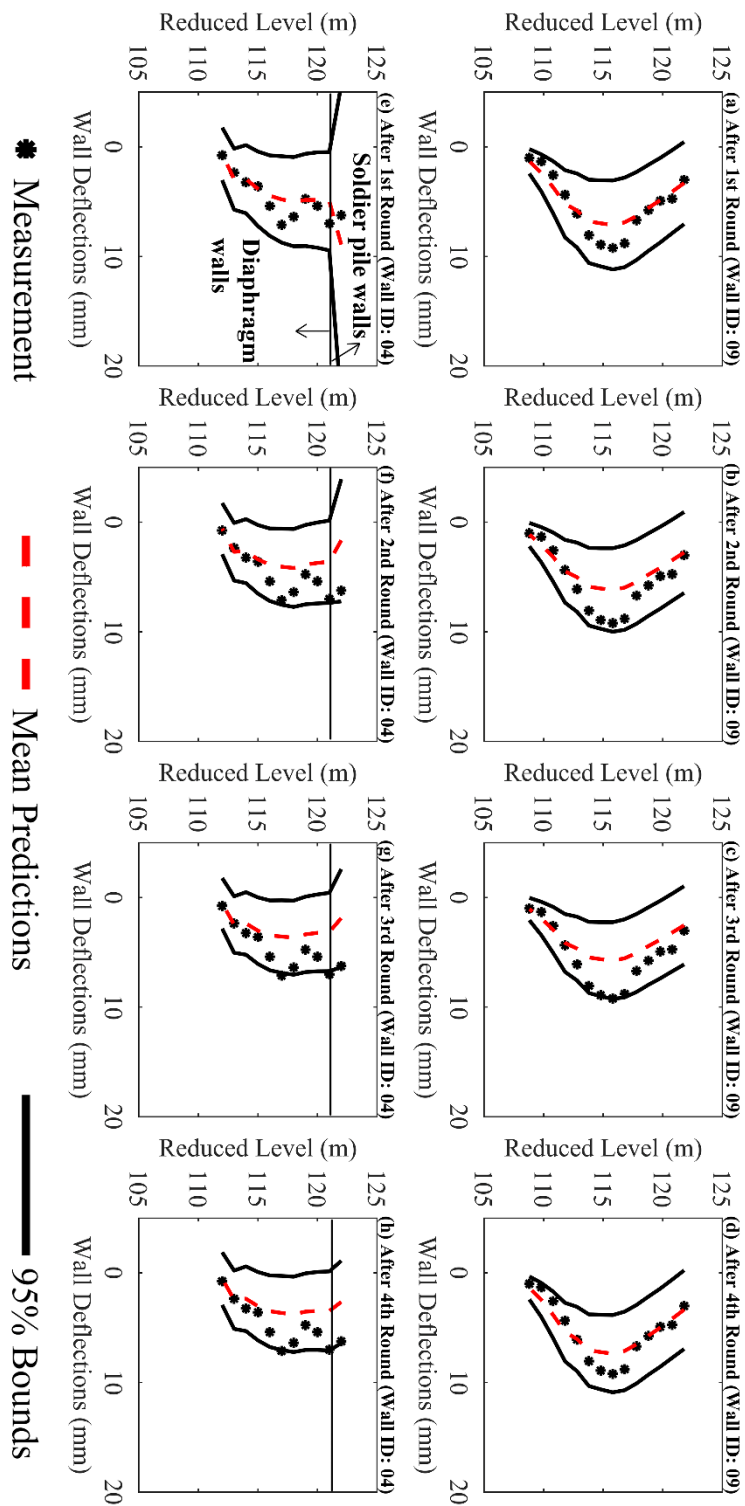 (a) After 1st Round (Wall ID: 09)
125
120
115
110
105
Reduced Level (m)
0
10
20
Wall Deflections (mm)
(b) After 2nd Round (Wall ID: 09)
125
120
115
110
105
Reduced Level (m)
0
10
20
Wall Deflections (mm)
(c) After 3rd Round (Wall ID: 09)
125
120
115
110
105
Reduced Level (m)
0
10
20
Wall Deflections (mm)
(d) After 4th Round (Wall ID: 09)
125
120
115
110
105
Reduced Level (m)
0
10
20
Wall Deflections (mm)
(e) After 1st Round (Wall ID: 04)
125
120
115
110
105
Reduced Level (m)
Soldier pile walls
Diaphragm
walls
0
10
20
Wall Deflections (mm)
(f) After 2nd Round (Wall ID: 04)
125
120
115
110
105
Reduced Level (m)
0
10
20
Wall Deflections (mm)
(g) After 3rd Round (Wall ID: 04)
125
120
115
110
105
Reduced Level (m)
0
10
20
Wall Deflections (mm)
(h) After 4th Round (Wall ID: 04)
125
120
115
110
105
Reduced Level (m)
0
10
20
Wall Deflections (mm)
Measurement
Mean Predictions
95% Bounds